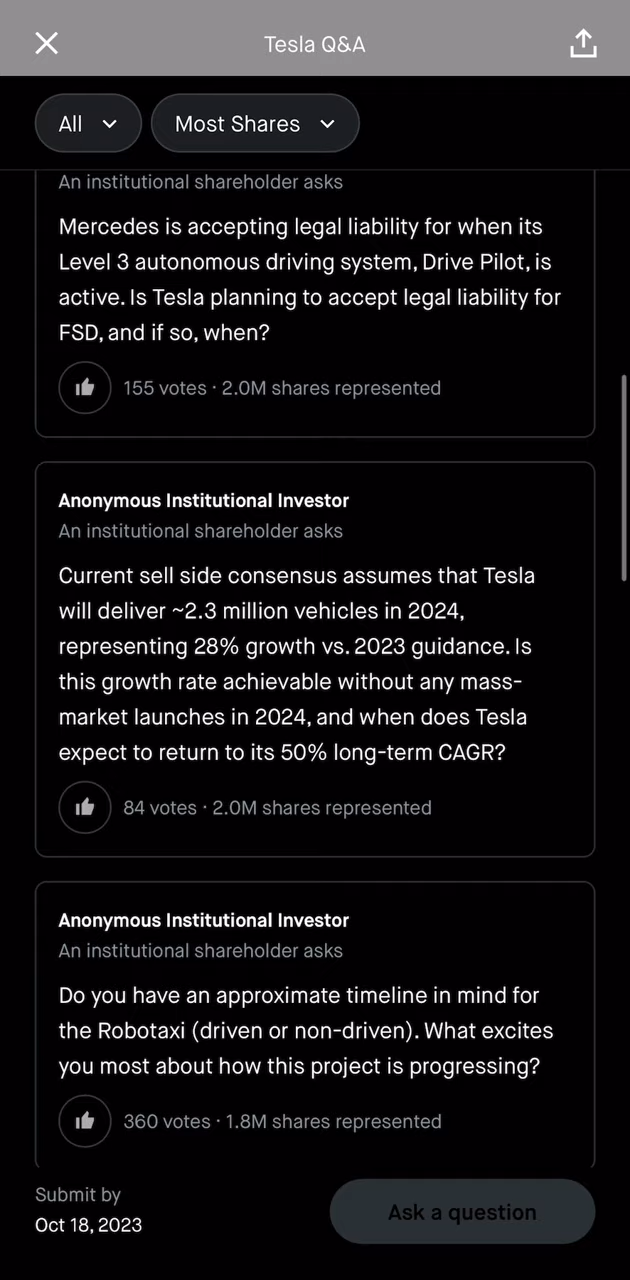 Tesla Q&A
All
Most Shares
An institutional shareholder asks
Mercedes is accepting legal liability for when its
Level 3 autonomous driving system, Drive Pilot, is
active. Is Tesla planning to accept legal liability for
FSD, and if so, when?
155 votes · 2.0M shares represented
Anonymous Institutional Investor
An institutional shareholder asks
Current sell side consensus assumes that Tesla
will deliver ~2.3 million vehicles in 2024,
representing 28% growth vs. 2023 guidance. Is
this growth rate achievable without any mass-
market launches in 2024, and when does Tesla
expect to return to its 50% long-term CAGR?
84 votes · 2.0M shares represented
Anonymous Institutional Investor
An institutional shareholder asks
Do you have an approximate timeline in mind for
the Robotaxi (driven or non-driven). What excites
you most about how this project is progressing?
360 votes · 1.8M shares represented
Submit by
Oct 18, 2023
Ask a question